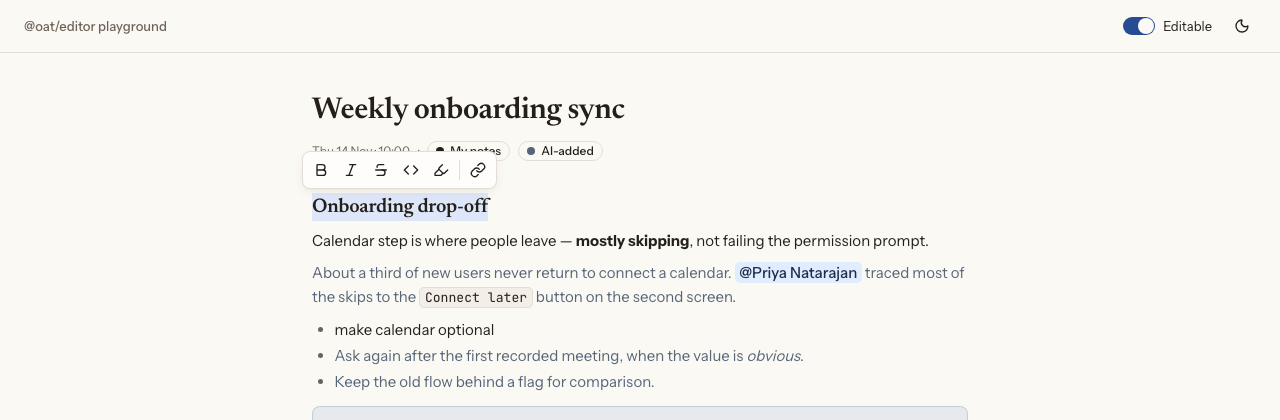 @oat/editor playground
Editable
Weekly onboarding sync
Thu 14 Nov · 10:00 ·
My notes
AI-added
Onboarding drop-off
Calendar step is where people leave — mostly skipping, not failing the permission prompt.
About a third of new users never return to connect a calendar. @Priya Natarajan traced most of
the skips to the Connect later button on the second screen.
make calendar optional
Ask again after the first recorded meeting, when the value is obvious.
Keep the old flow behind a flag for comparison.